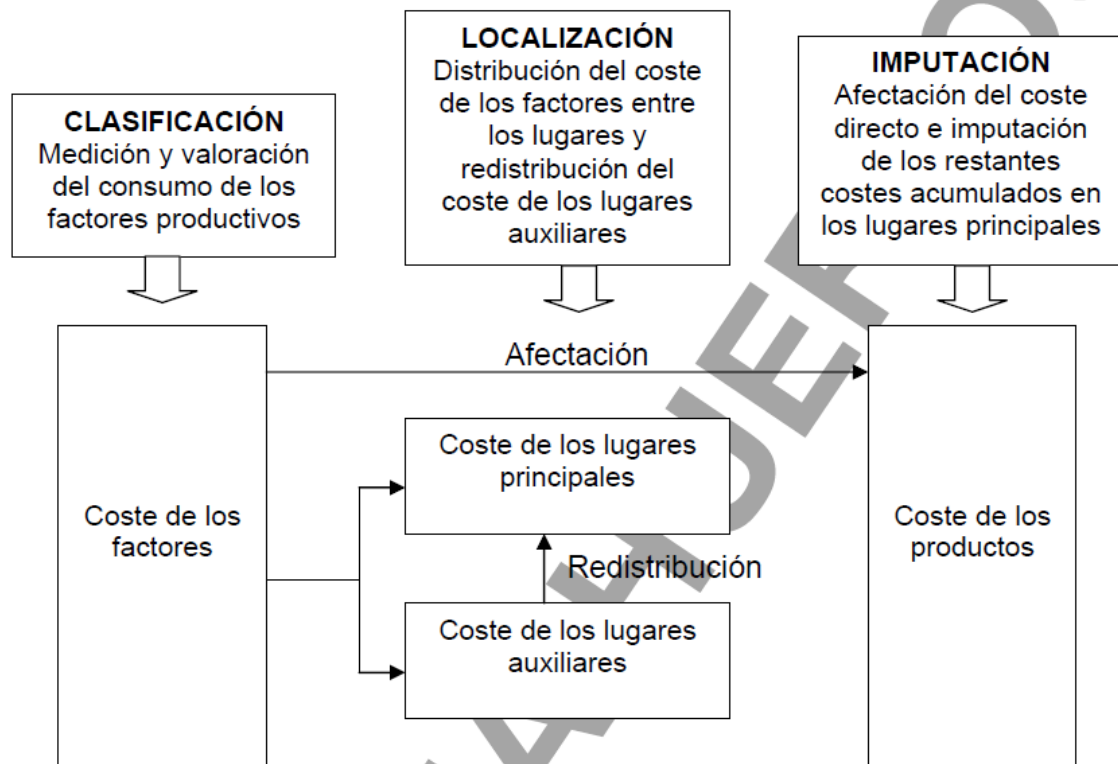 CLASIFICACIÓN
Medición y valoración
del consumo de los
factores productivos
LOCALIZACIÓN
Distribución del coste
de los factores entre
los lugares y
redistribución del
coste de los lugares
auxiliares
IMPUTACIÓN
Afectación del coste
directo e imputación
de los restantes
costes acumulados en
los lugares principales
Afectación
Coste de los
factores
Coste de los lugares
principales
Redistribución
Coste de los lugares
auxiliares
Coste de los
productos